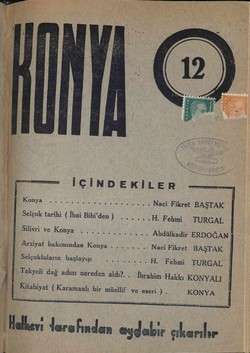 KONYA
12
İÇİNDEKİLER
Konya . . . . . . . . . . . . . . . Naci Fikret BAŞTAK
Selçuk tarihi ( İbni Bibi'den ) . . . . . . H. Fehmi TURGAL
Silivri ve Konya . . . . . . . . . . Abdülkadir ERDOĞAN
Arziyat bakımından Konya . . . . . Naci Fikret BAŞTAK
Selçukluların başlayışı . . . . . . . H. Fehmi TURGAL
Takyeli dağ adını nereden aldı?. . İbrahim Hakkı KONYALI
Kitabiyat ( Karamanlı bir müellif ve eseri ) . KONYA
Halkevi tarafından aydabir çıkarılır